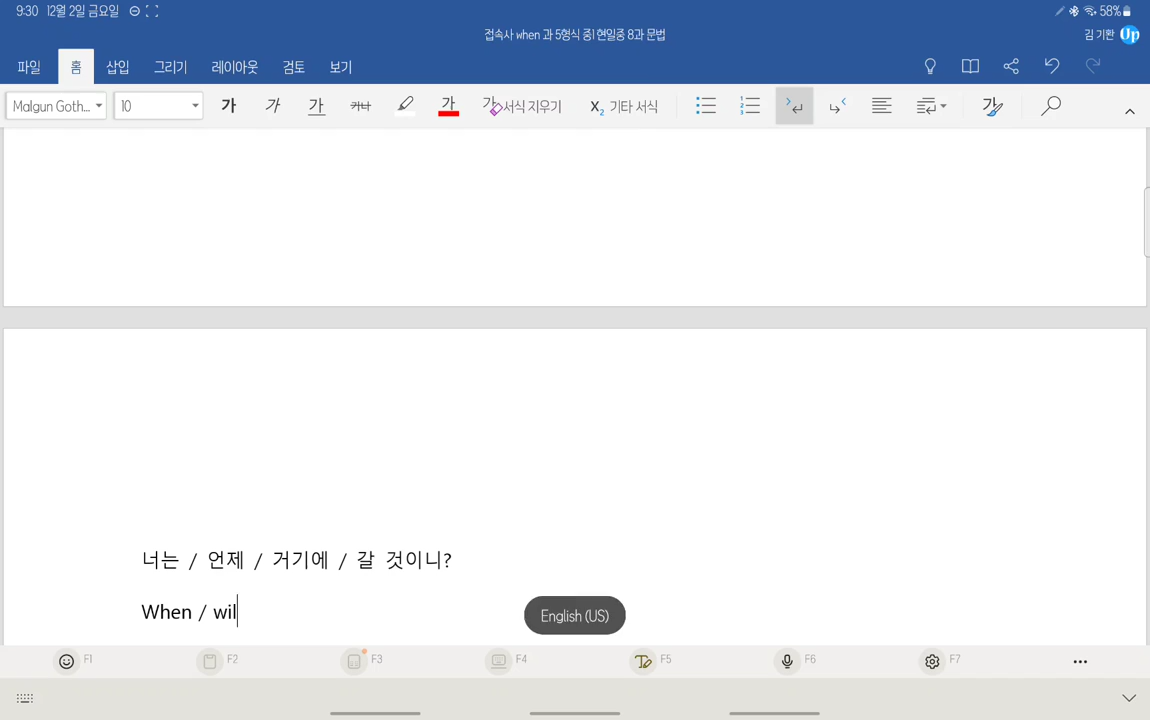 9:30 12월 2일 금요일 58%
접속사 when 과 5형식 중1 현일중 8과 문법
김 기환 Up
파일 홈 삽입 그리기 레이아웃 검토 보기
Malgun Goth... 10 가 가 가 가나 가 가 서식 지우기 X₂ 기타 서식 가
너는 / 언제 / 거기에 / 갈 것이니?
When / wil
English (US)
F1 F2 F3 F4 F5 F6 F7